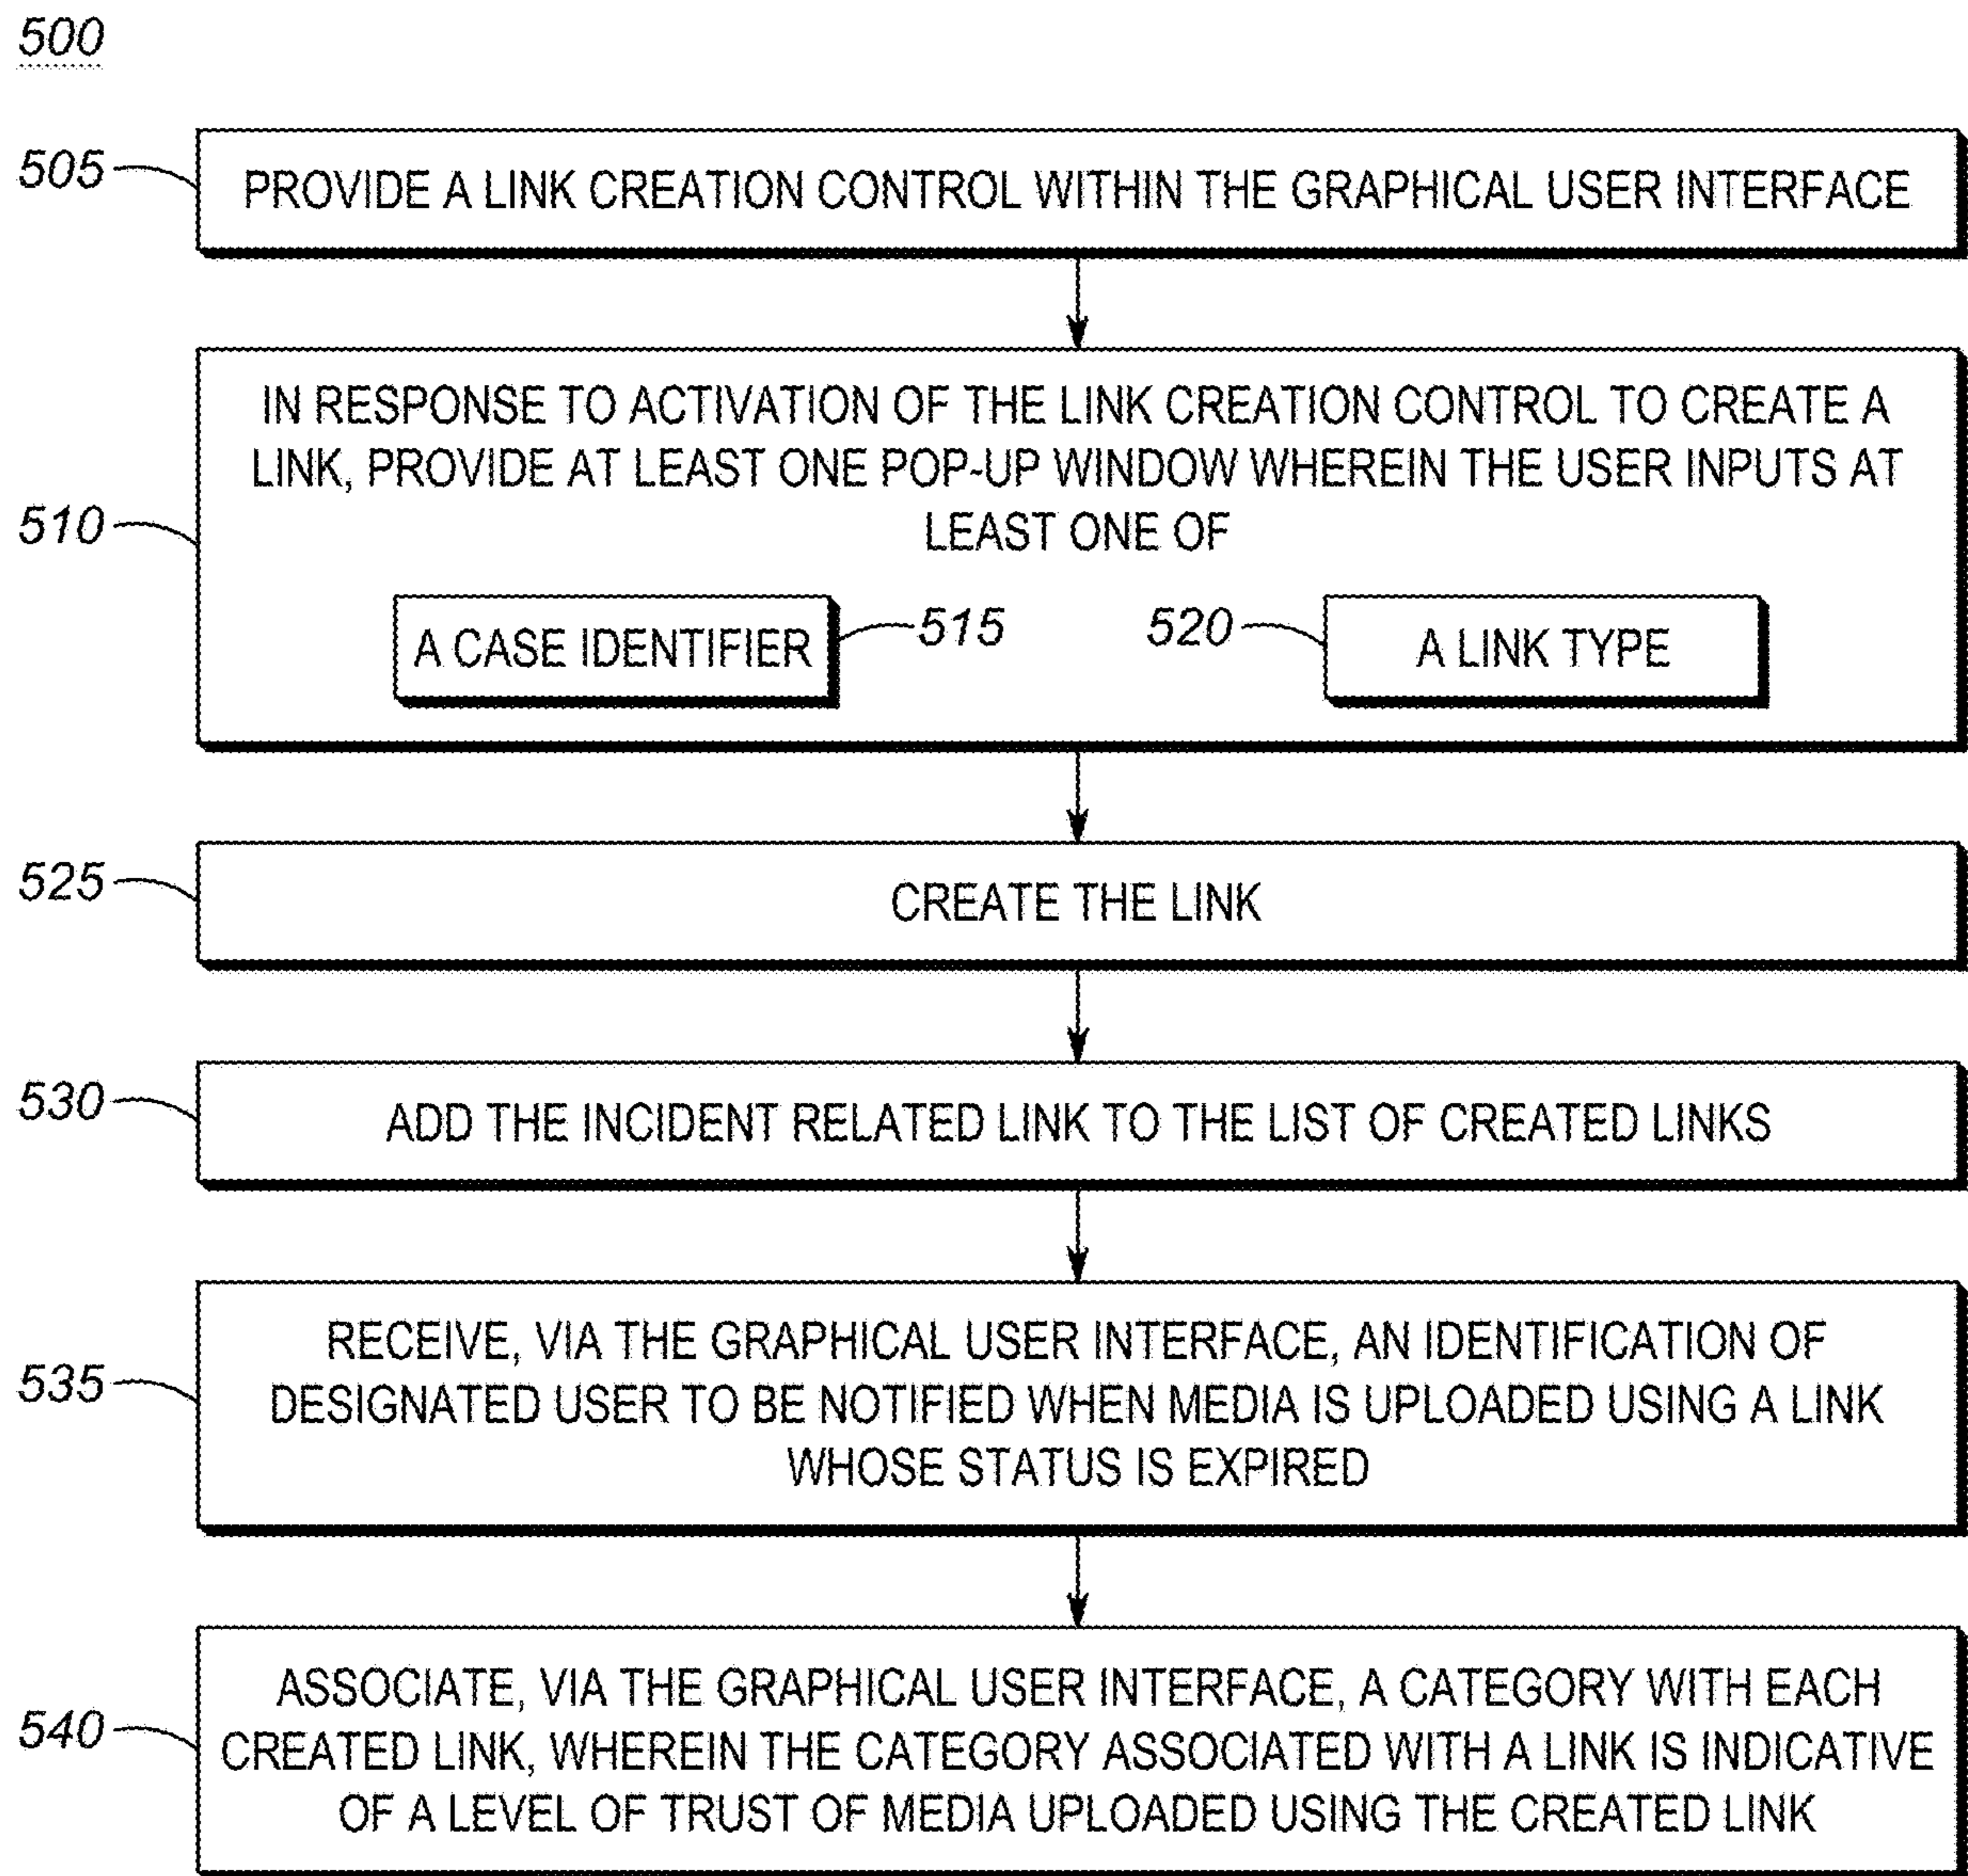 500
505
PROVIDE A LINK CREATION CONTROL WITHIN THE GRAPHICAL USER INTERFACE
510
IN RESPONSE TO ACTIVATION OF THE LINK CREATION CONTROL TO CREATE A
LINK, PROVIDE AT LEAST ONE POP-UP WINDOW WHEREIN THE USER INPUTS AT
LEAST ONE OF
A CASE IDENTIFIER
515
520
A LINK TYPE
525
CREATE THE LINK
530
ADD THE INCIDENT RELATED LINK TO THE LIST OF CREATED LINKS
535
RECEIVE, VIA THE GRAPHICAL USER INTERFACE, AN IDENTIFICATION OF
DESIGNATED USER TO BE NOTIFIED WHEN MEDIA IS UPLOADED USING A LINK
WHOSE STATUS IS EXPIRED
540
ASSOCIATE, VIA THE GRAPHICAL USER INTERFACE, A CATEGORY WITH EACH
CREATED LINK, WHEREIN THE CATEGORY ASSOCIATED WITH A LINK IS INDICATIVE
OF A LEVEL OF TRUST OF MEDIA UPLOADED USING THE CREATED LINK